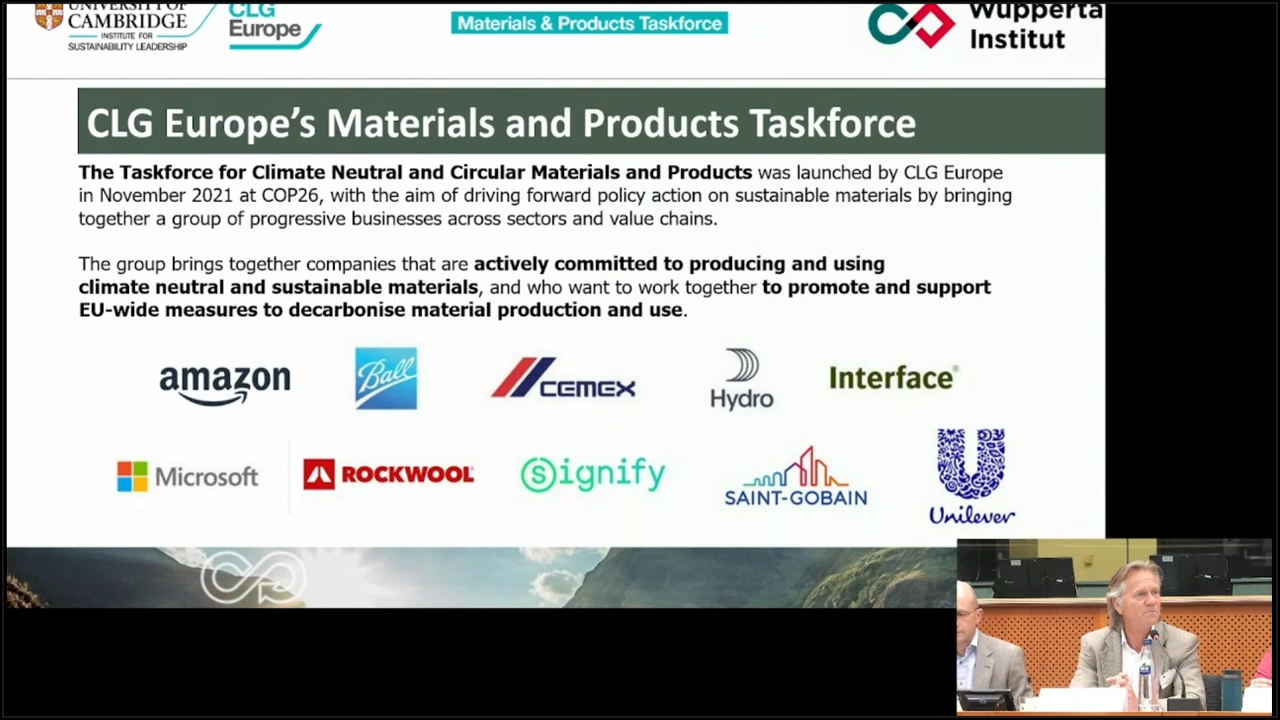 UNIVERSITY OF
CAMBRIDGE
INSTITUTE FOR
SUSTAINABILITY LEADERSHIP
CLG
Europe
Materials & Products Taskforce
Wupperta
Institut
CLG Europe's Materials and Products Taskforce
The Taskforce for Climate Neutral and Circular Materials and Products was launched by CLG Europe
in November 2021 at COP26, with the aim of driving forward policy action on sustainable materials by bringing
together a group of progressive businesses across sectors and value chains.
The group brings together companies that are actively committed to producing and using
climate neutral and sustainable materials, and who want to work together to promote and support
EU-wide measures to decarbonise material production and use.
amazon
Ball
CEMEX
Hydro
Interface®
Microsoft
ROCKWOOL
Signify
SAINT-GOBAIN
Unilever